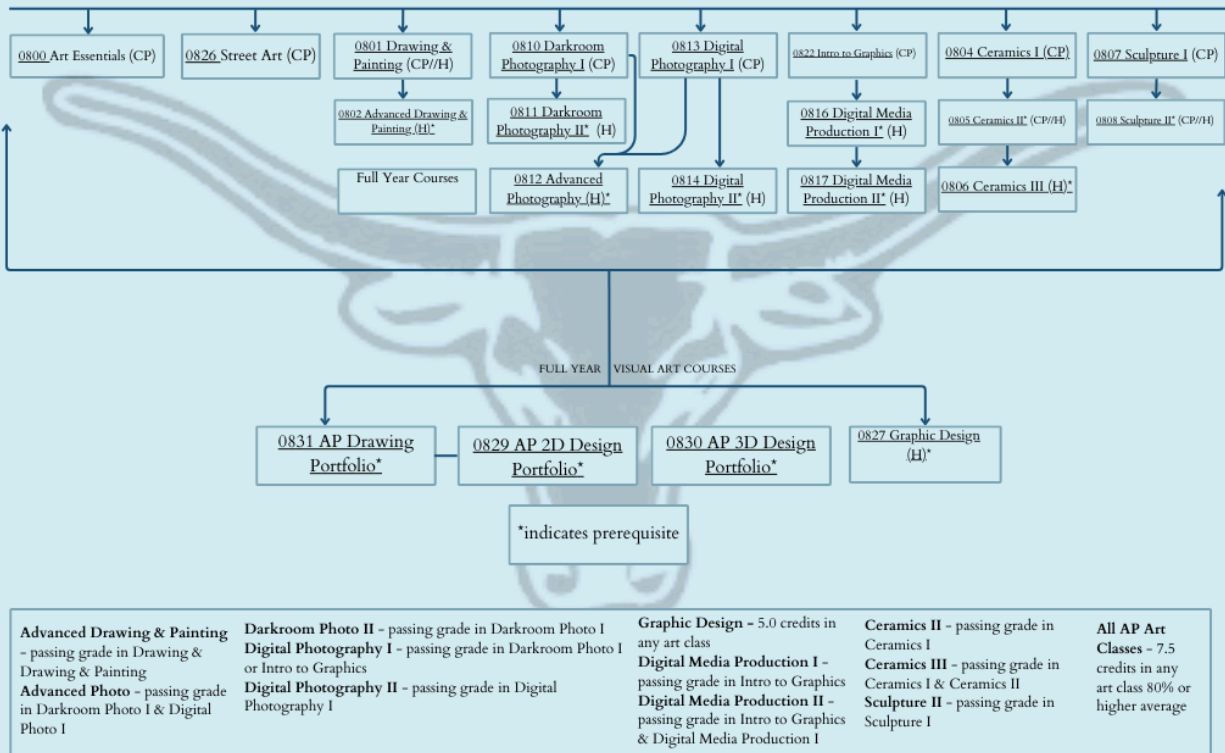 0800 Art Essentials (CP)
0826 Street Art (CP)
0801 Drawing &
Painting (CP//H)
0810 Darkroom
Photography I (CP)
0813 Digital
Photography I (CP)
0822 Intro to Graphics (CP)
0804 Ceramics I (CP)
0807 Sculpture I (CP)
0802 Advanced Drawing &
Painting (H)*
0811 Darkroom
Photography II* (H)
0816 Digital Media
Production I* (H)
0805 Ceramics II* (CP//H)
0808 Sculpture II* (CP//H)
Full Year Courses
0812 Advanced
Photography (H)*
0814 Digital
Photography II* (H)
0817 Digital Media
Production II* (H)
0806 Ceramics III (H)*
FULL YEAR VISUAL ART COURSES
0831 AP Drawing
Portfolio*
0829 AP 2D Design
Portfolio*
0830 AP 3D Design
Portfolio*
0827 Graphic Design
(H)*
*indicates prerequisite
Advanced Drawing & Painting
- passing grade in Drawing &
Drawing & Painting
Advanced Photo - passing grade
in Darkroom Photo I & Digital
Photo I
Darkroom Photo II - passing grade in Darkroom Photo I
Digital Photography I - passing grade in Darkroom Photo I
or Intro to Graphics
Digital Photography II - passing grade in Digital
Photography I
Graphic Design - 5.0 credits in
any art class
Digital Media Production I -
passing grade in Intro to Graphics
Digital Media Production II -
passing grade in Intro to Graphics
& Digital Media Production I
Ceramics II - passing grade in
Ceramics I
Ceramics III - passing grade in
Ceramics I & Ceramics II
Sculpture II - passing grade in
Sculpture I
All AP Art
Classes - 7.5
credits in any
art class 80% or
higher average